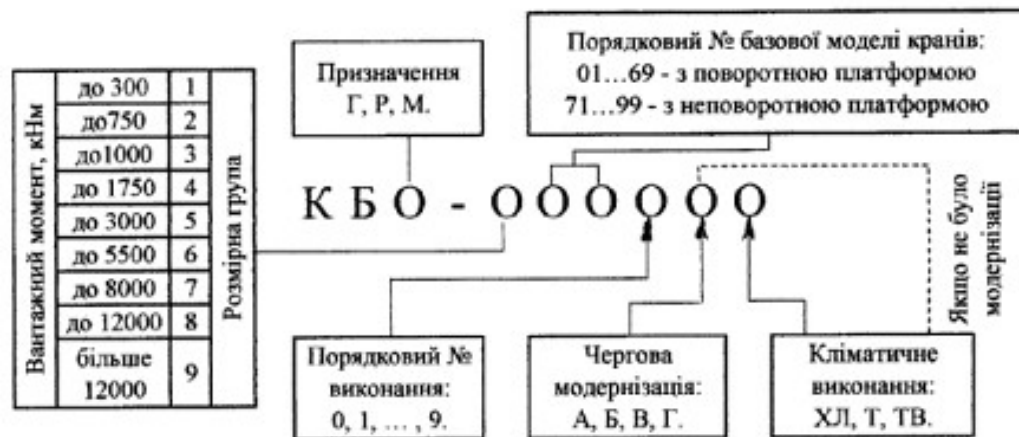 Вантажний момент, кНм
до 300 1
до750 2
до1000 3
до 1750 4
до 3000 5
до 5500 6
до 8000 7
до 12000 8
більше
12000 9
Розмірна група
Призначення
Г, Р, М.
Порядковий № базової моделі кранів:
01...69 - з поворотною платформою
71...99 - з неповоротною платформою
К Б О - О О О О О О
Якщо не було
модернізації
Порядковий №
виконання:
0, 1, ... , 9.
Чергова
модернізація:
А, Б, В, Г.
Кліматичне
виконання:
ХЛ, Т, ТВ.